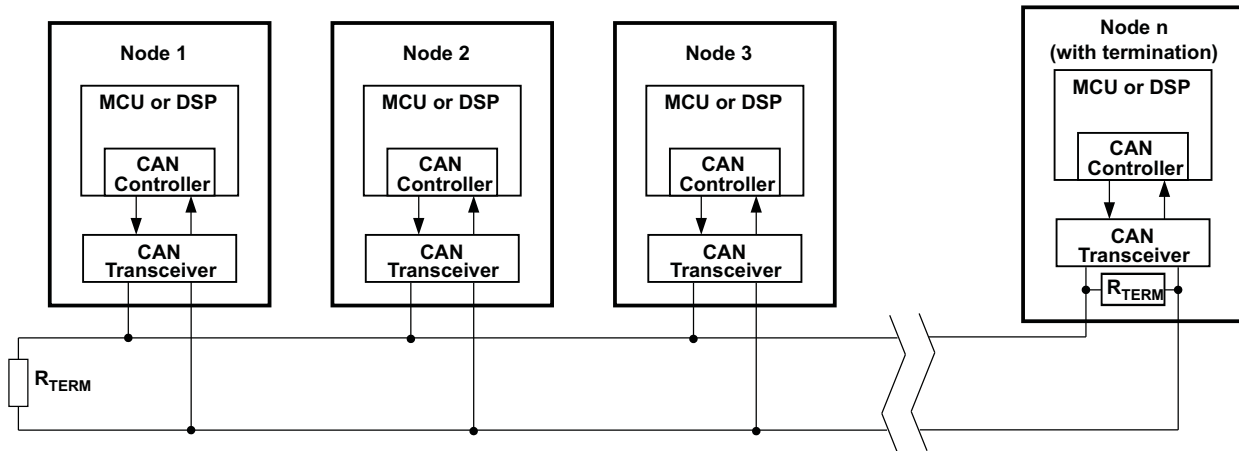 Node 1
MCU or DSP
CAN
Controller
CAN
Transceiver
Node 2
MCU or DSP
CAN
Controller
CAN
Transceiver
Node 3
MCU or DSP
CAN
Controller
CAN
Transceiver
Node n
(with termination)
MCU or DSP
CAN
Controller
CAN
Transceiver
RTERM
RTERM